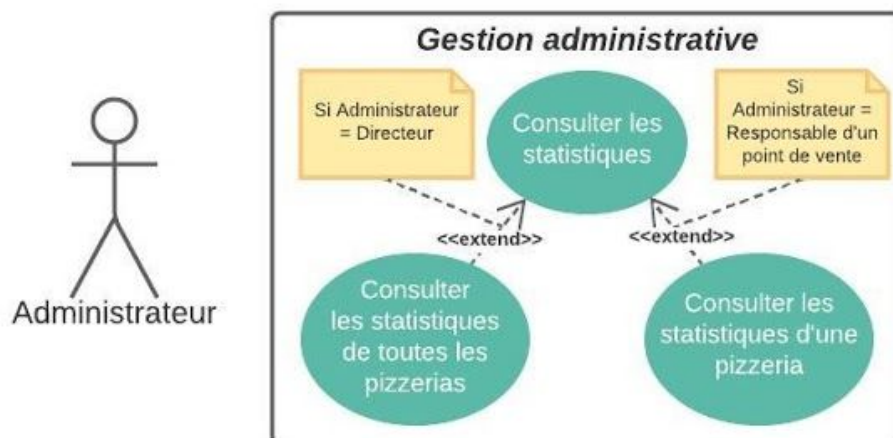 Gestion administrative
Si Administrateur
= Directeur
Consulter les
statistiques
Si
Administrateur =
Responsable d'un
point de vente
<<extend>>
<<extend>>
Consulter
les statistiques
de toutes les
pizzerias
Consulter les
statistiques d'une
pizzeria
Administrateur